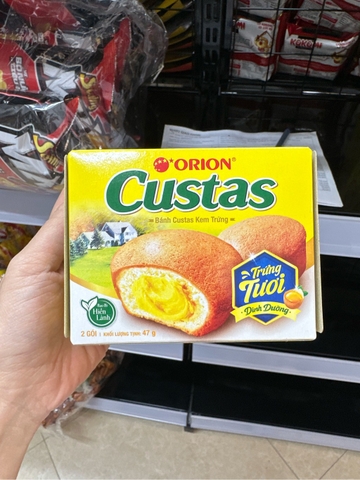 ORION
Custas
Bánh Custas Kem Trứng
Trứng
Tươi
Dinh Dưỡng
Hiền
Lành
2 GÓI | KHỐI LƯỢNG TỊNH: 47 g